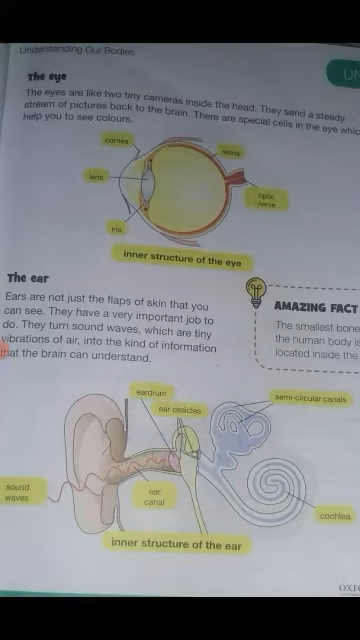 Understanding Our Bodies
UN
The eye
The eyes are like two tiny cameras inside the head. They send a steady
stream of pictures back to the brain. There are special cells in the eye whic
help you to see colours.
cornea
retina
lens
optic
nerve
iris
inner structure of the eye
The ear
Ears are not just the flaps of skin that you
can see. They have a very important job to
do. They turn sound waves, which are tiny
vibrations of air, into the kind of information
that the brain can understand.
AMAZING FACT
The smallest bone
the human body is
located inside the
eardrum
ear ossicles
semi-circular canals
sound
waves
ear
canal
cochlea
inner structure of the ear
OXFO